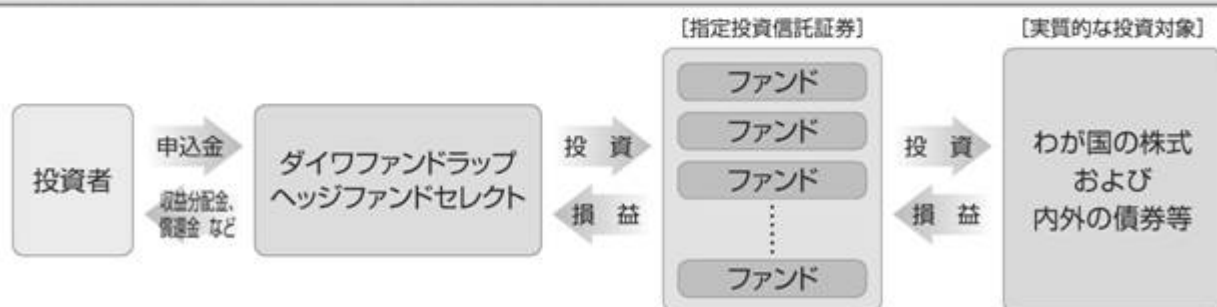 [指定投資信託証券]
[実質的な投資対象]
投資者
申込金
収益分配金、
償還金 など
ダイワファンドラップ
ヘッジファンドセレクト
投 資
損 益
ファンド
ファンド
ファンド
ファンド
投 資
損 益
わが国の株式
および
内外の債券等